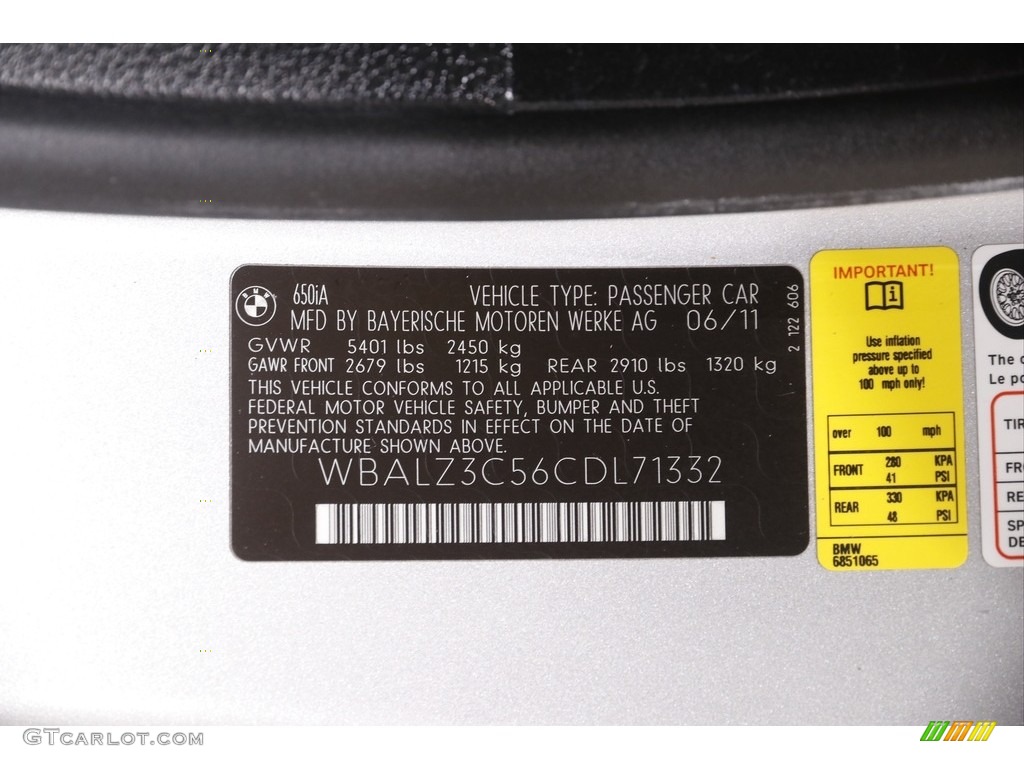 BMW
650iA VEHICLE TYPE: PASSENGER CAR
MFD BY BAYERISCHE MOTOREN WERKE AG 06/11
GVWR 5401 lbs 2450 kg
GAWR FRONT 2679 lbs 1215 kg REAR 2910 lbs 1320 kg
THIS VEHICLE CONFORMS TO ALL APPLICABLE U.S.
FEDERAL MOTOR VEHICLE SAFETY, BUMPER AND THEFT
PREVENTION STANDARDS IN EFFECT ON THE DATE OF
MANUFACTURE SHOWN ABOVE.
WBALZ3C56CDL71332
2 122 606
IMPORTANT!
Use inflation
pressure specified
above up to
100 mph only!
over 100 mph
FRONT 280 KPA
41 PSI
REAR 330 KPA
48 PSI
BMW
6851065
The
Le
GTcarlot.com